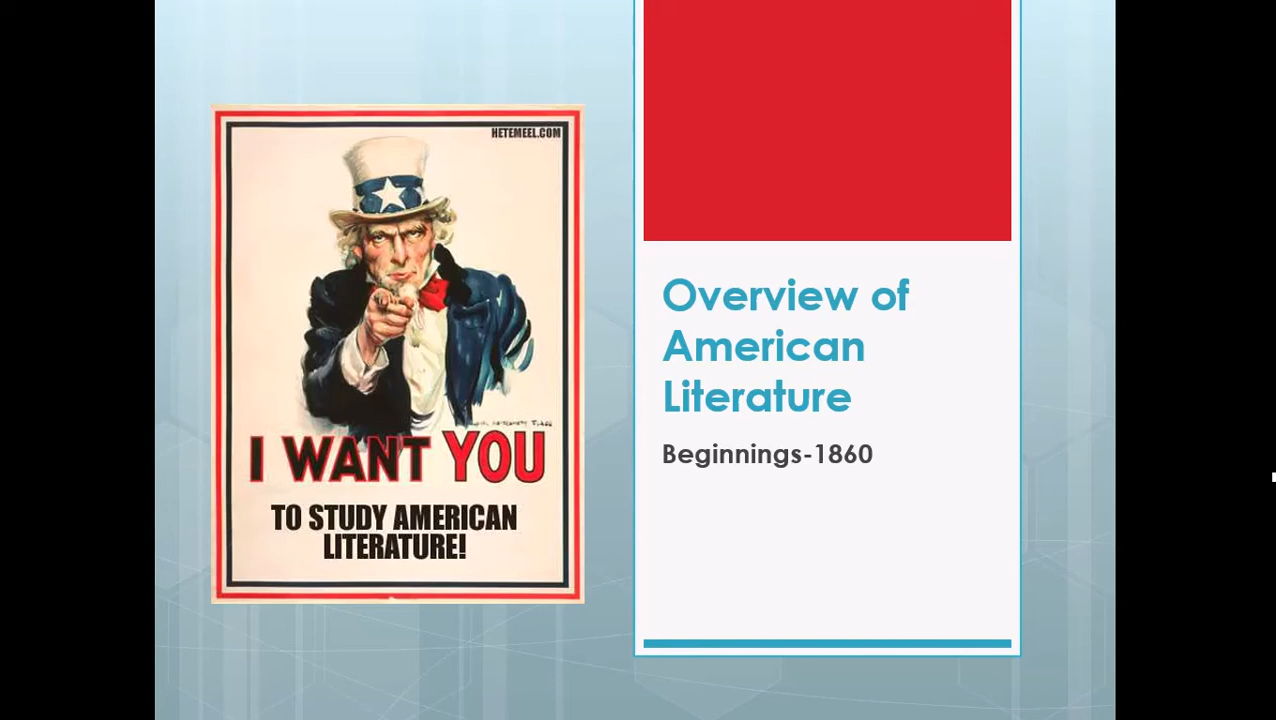 HETEMEEL.COM
I WANT YOU
TO STUDY AMERICAN
LITERATURE!
Overview of
American
Literature
Beginnings-1860